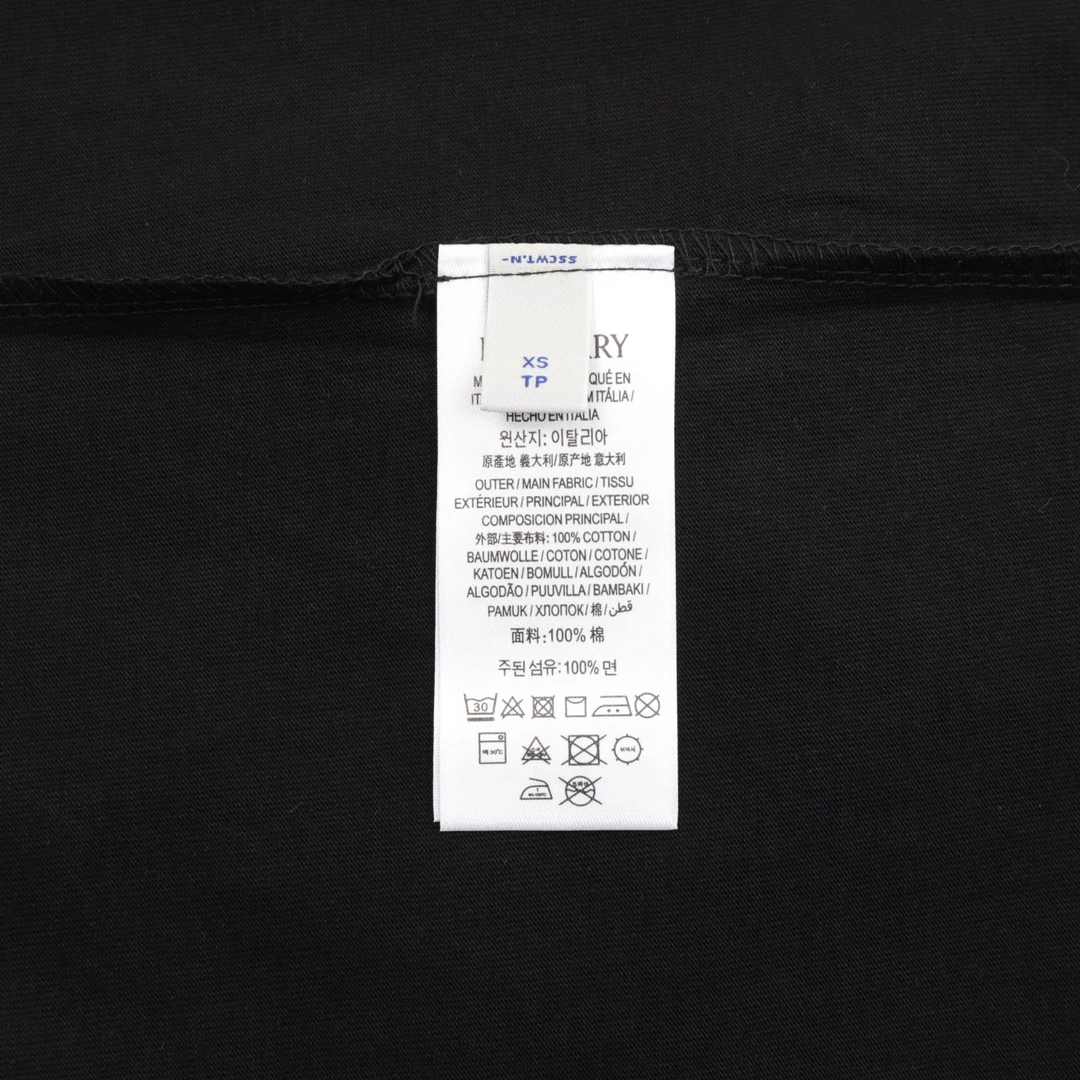 SSCWT.N-
XS
TP
QUÉ EN
M ITÁLIA /
HECHO EN ITALIA
원산지: 이탈리아
原產地 義大利/原产地 意大利
OUTER / MAIN FABRIC / TISSU
EXTÉRIEUR / PRINCIPAL / EXTERIOR
COMPOSICION PRINCIPAL /
外部/主要布料: 100% COTTON /
BAUMWOLLE / COTON / COTONE /
KATOEN / BOMULL / ALGODÓN /
ALGODÃO / PUUVILLA / BAMBAKI /
PAMUK / ХЛОПОК / 棉 / قطن
面料:100% 棉
주된 섬유: 100% 면
30